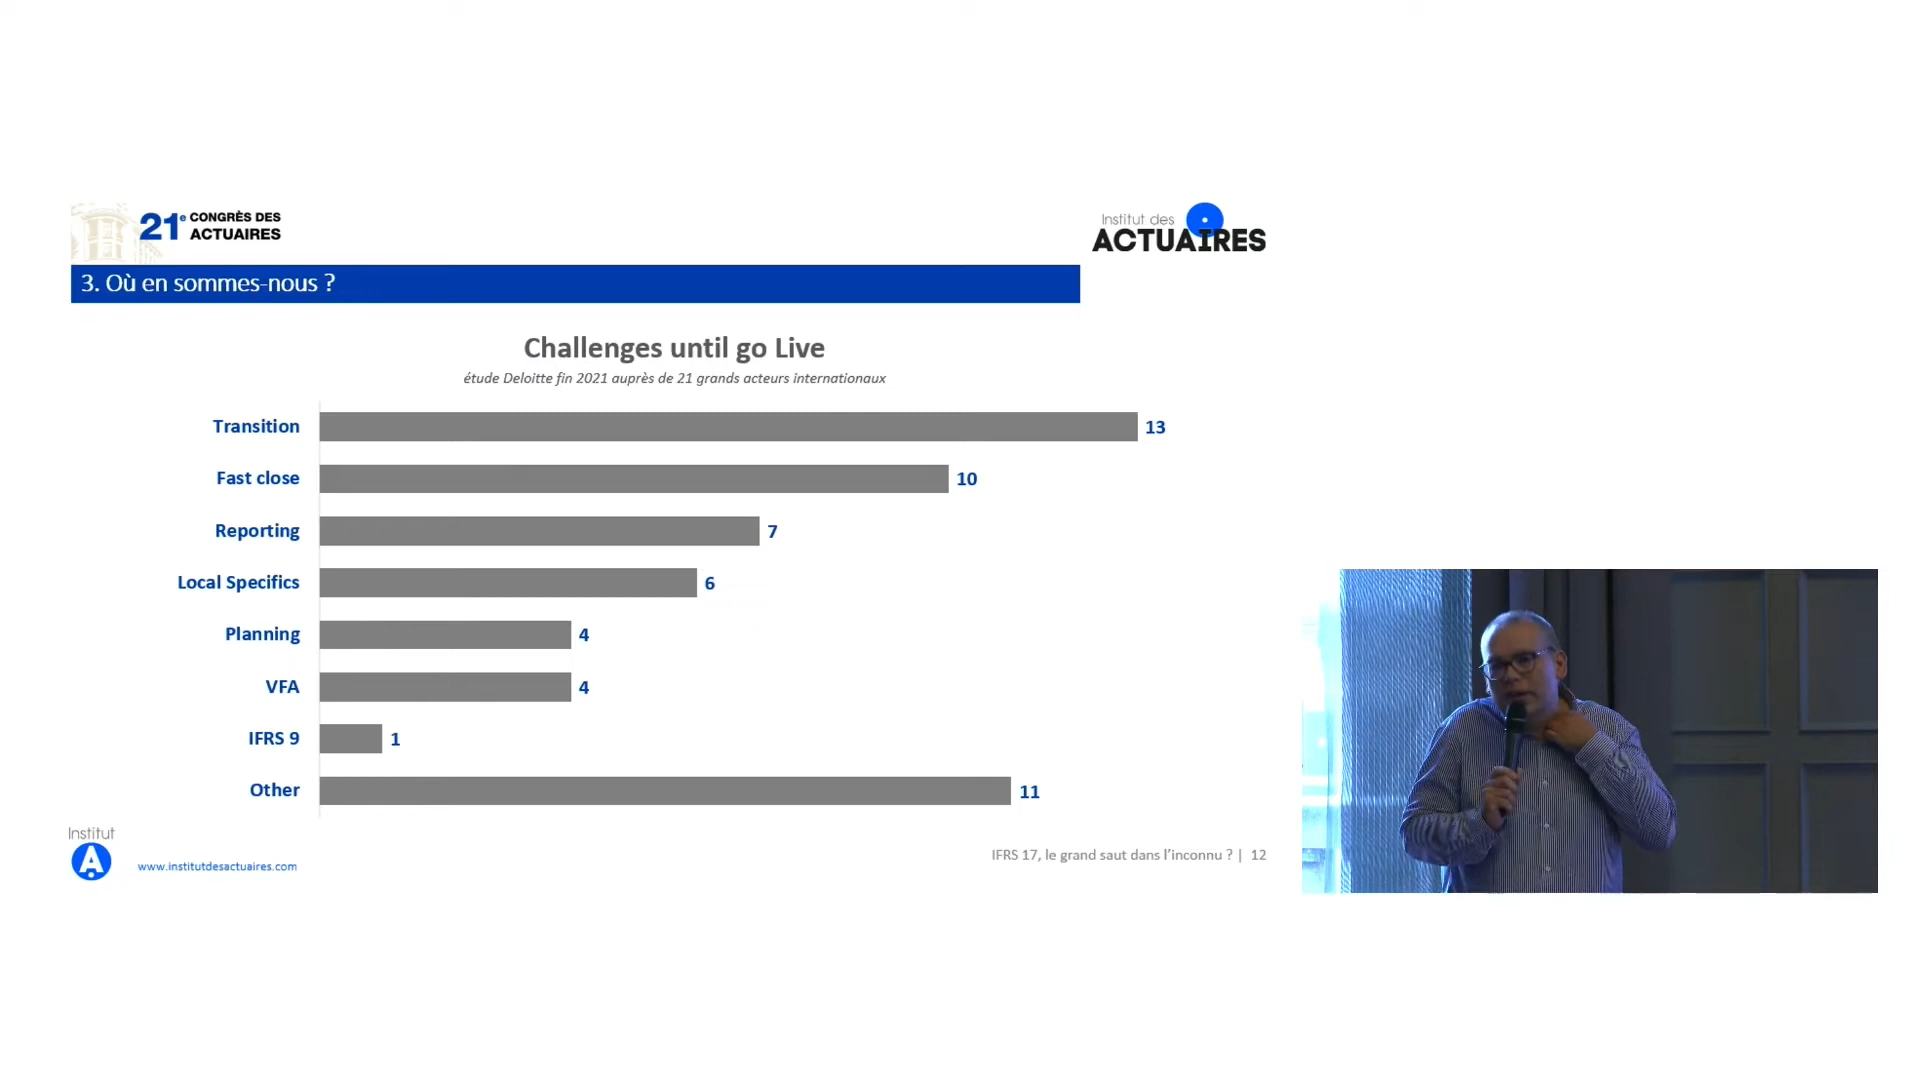 21e CONGRÈS DES
ACTUAIRES
Institut des
ACTUAIRES
3. Où en sommes-nous ?
Challenges until go Live
étude Deloitte fin 2021 auprès de 21 grands acteurs internationaux
Transition 13
Fast close 10
Reporting 7
Local Specifics 6
Planning 4
VFA 4
IFRS 9 1
Other 11
Institut
A
www.institutdesactuaires.com
IFRS 17, le grand saut dans l'inconnu ? | 12